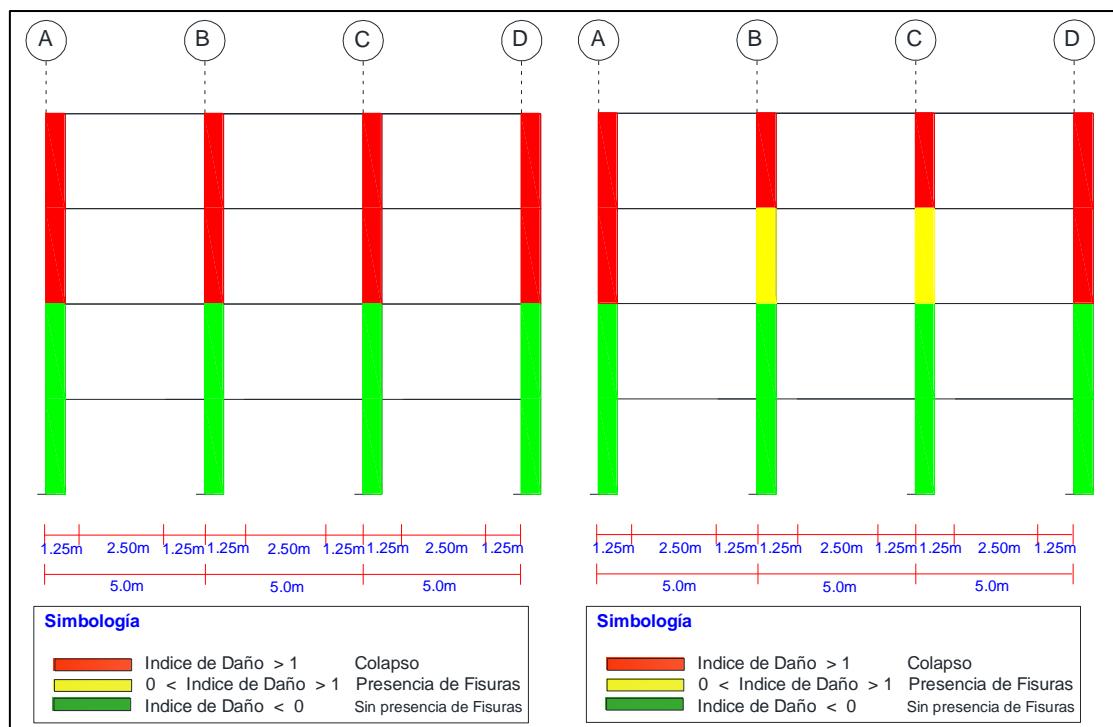 A B C D
1.25m 2.50m 1.25m 1.25m 2.50m 1.25m 1.25m 2.50m 1.25m
5.0m 5.0m 5.0m
Simbología
Indice de Daño > 1 Colapso
0 < Indice de Daño > 1 Presencia de Fisuras
Indice de Daño < 0 Sin presencia de Fisuras
A B C D
1.25m 2.50m 1.25m 1.25m 2.50m 1.25m 1.25m 2.50m 1.25m
5.0m 5.0m 5.0m
Simbología
Indice de Daño > 1 Colapso
0 < Indice de Daño > 1 Presencia de Fisuras
Indice de Daño < 0 Sin presencia de Fisuras